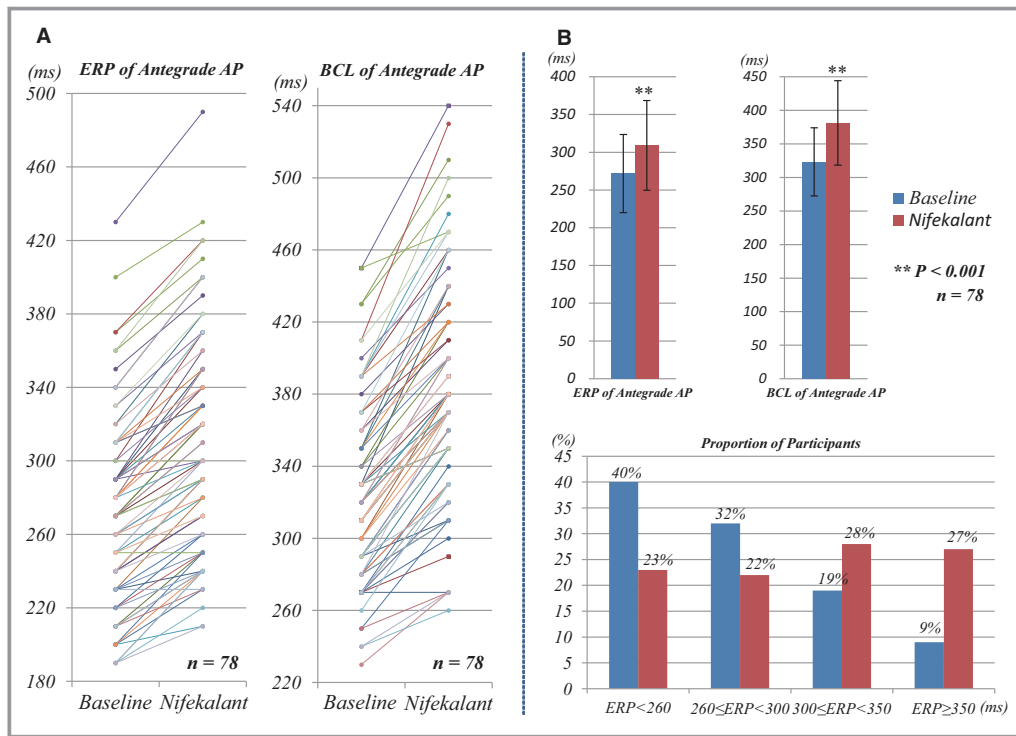 A
(ms)
ERP of Antegrade AP
500
460
420
380
340
300
260
220
180
n = 78
Baseline Nifekalant
(ms)
BCL of Antegrade AP
540
500
460
420
380
340
300
260
220
n = 78
Baseline Nifekalant
B
(ms)
400
350
300
250
200
150
100
50
0
**
ERP of Antegrade AP
(ms)
450
400
350
300
250
200
150
100
50
0
**
BCL of Antegrade AP
Baseline
Nifekalant
** P < 0.001
n = 78
(%)
Proportion of Participants
45
40
35
30
25
20
15
10
5
0
40%
23%
32%
22%
19%
28%
9%
27%
ERP<260 260≤ERP<300 300≤ERP<350 ERP≥350 (ms)